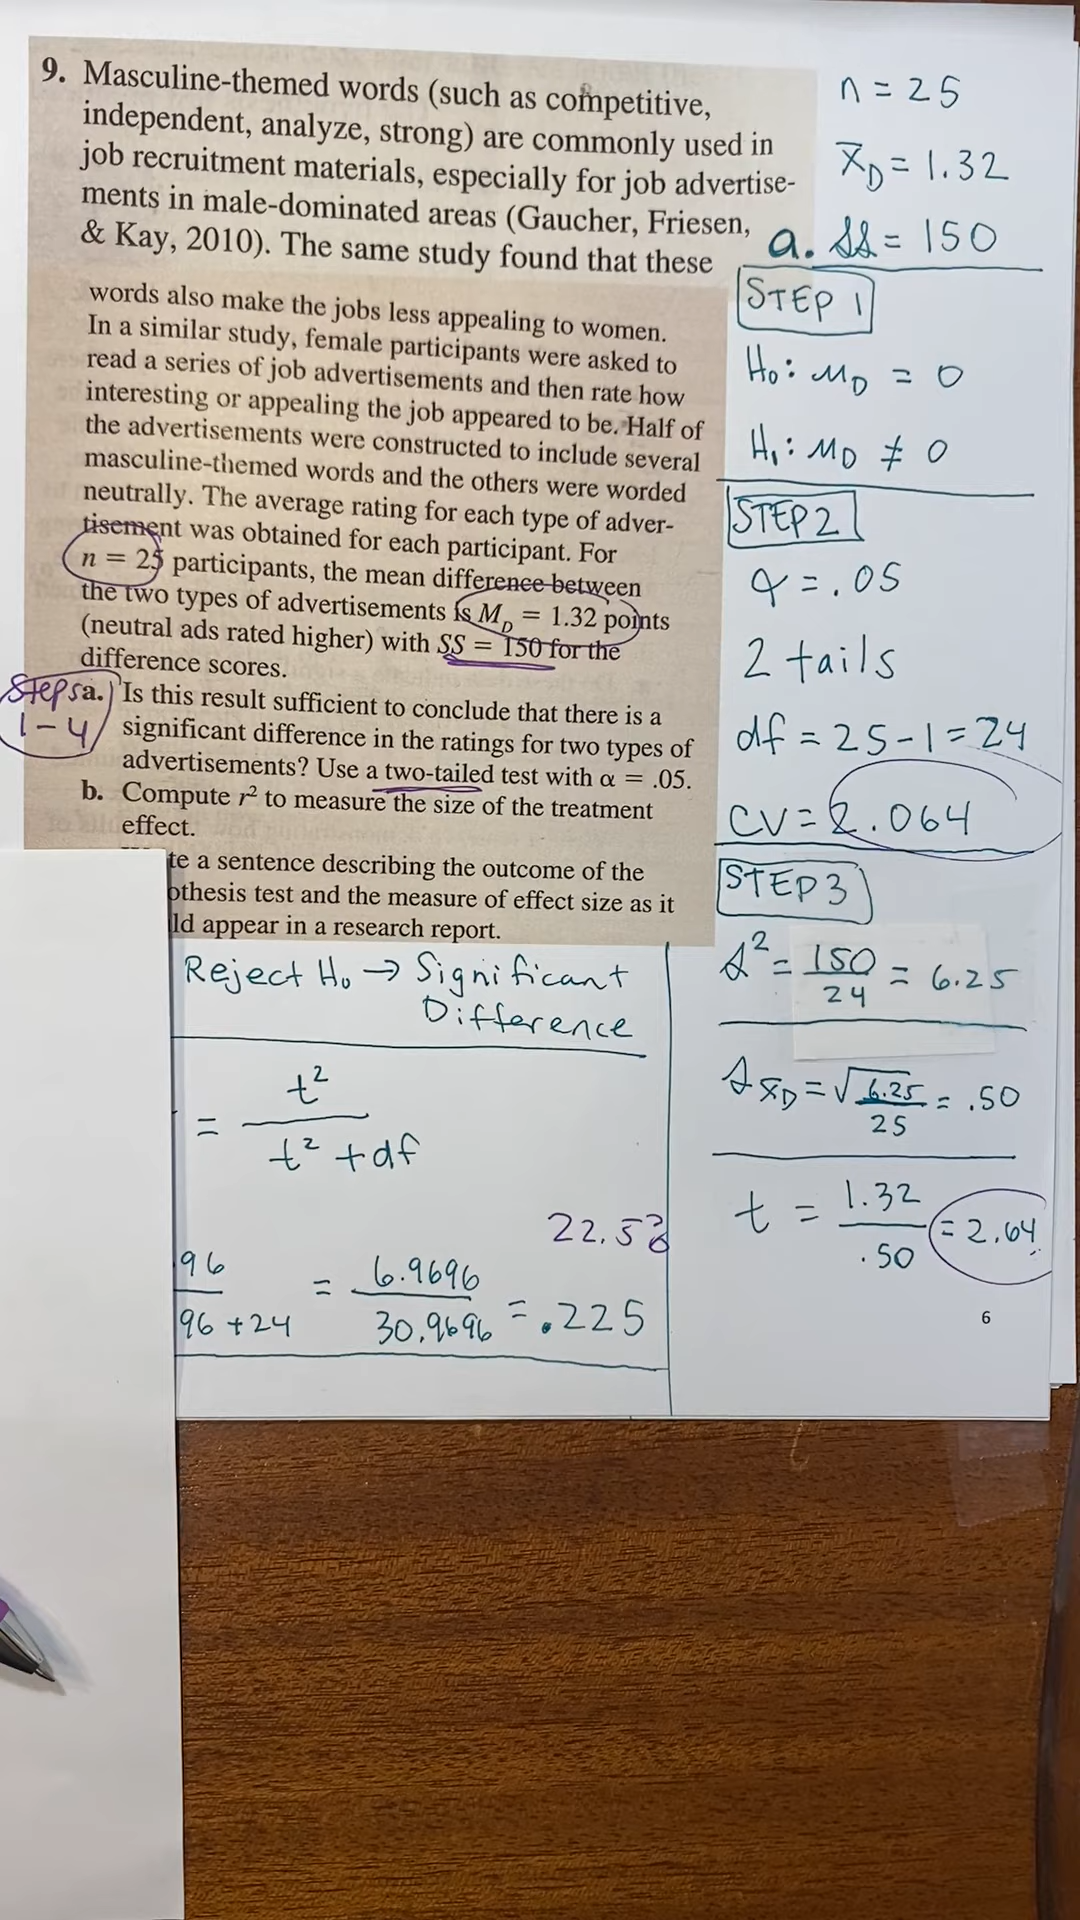 9. Masculine-themed words (such as competitive,
independent, analyze, strong) are commonly used in
job recruitment materials, especially for job advertise-
ments in male-dominated areas (Gaucher, Friesen,
& Kay, 2010). The same study found that these
words also make the jobs less appealing to women.
In a similar study, female participants were asked to
read a series of job advertisements and then rate how
interesting or appealing the job appeared to be. Half of
the advertisements were constructed to include several
masculine-themed words and the others were worded
neutrally. The average rating for each type of adver-
tisement was obtained for each participant. For
n = 25 participants, the mean difference between
the two types of advertisements is M_D = 1.32 points
(neutral ads rated higher) with SS = 150 for the
difference scores.
Steps
1-4
a. Is this result sufficient to conclude that there is a
significant difference in the ratings for two types of
advertisements? Use a two-tailed test with α = .05.
b. Compute r² to measure the size of the treatment
effect.
te a sentence describing the outcome of the
othesis test and the measure of effect size as it
ld appear in a research report.
n = 25
x̄_D = 1.32
a. SS = 150
STEP 1
H₀: μ_D = 0
H₁: μ_D ≠ 0
STEP 2
α = .05
2 tails
df = 25-1 = 24
CV = 2.064
STEP 3
s² = 150/24 = 6.25
s_x̄D = √6.25/25 = .50
t = 1.32/.50 = 2.64
6
Reject H₀ → Significant
Difference
= t²/t² + df
22.5%
96/96 + 24 = 6.9696/30.9696 = .225